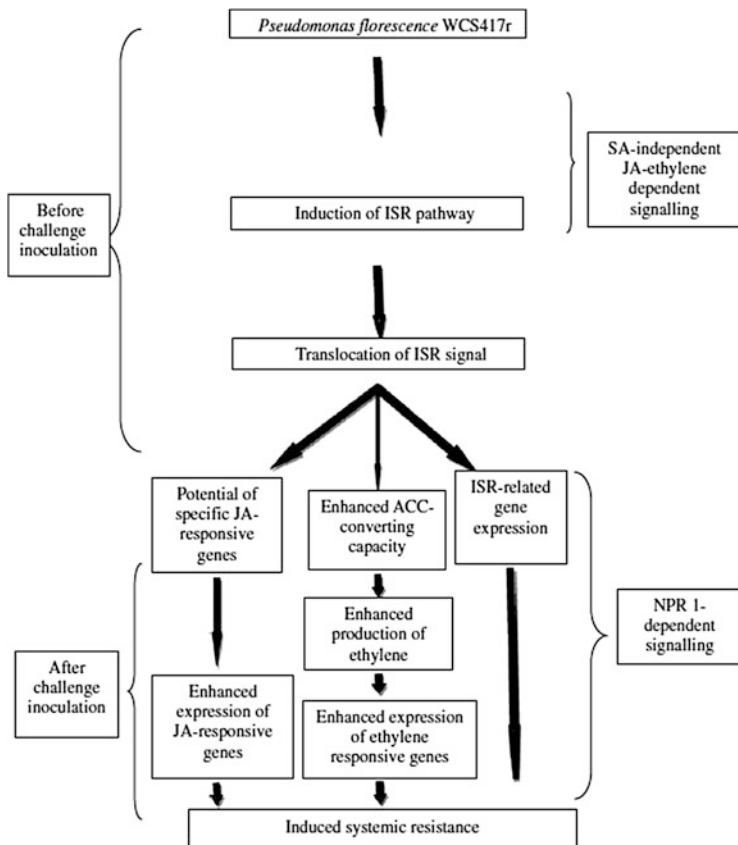 Pseudomonas florescence WCS417r
SA-independent
JA-ethylene
dependent
signalling
Before
challenge
inoculation
Induction of ISR pathway
Translocation of ISR signal
Potential of
specific JA-
responsive
genes
Enhanced ACC-
converting
capacity
ISR-related
gene
expression
Enhanced
production of
ethylene
NPR 1-
dependent
signalling
After
challenge
inoculation
Enhanced
expression of
JA-responsive
genes
Enhanced expression
of ethylene
responsive genes
Induced systemic resistance